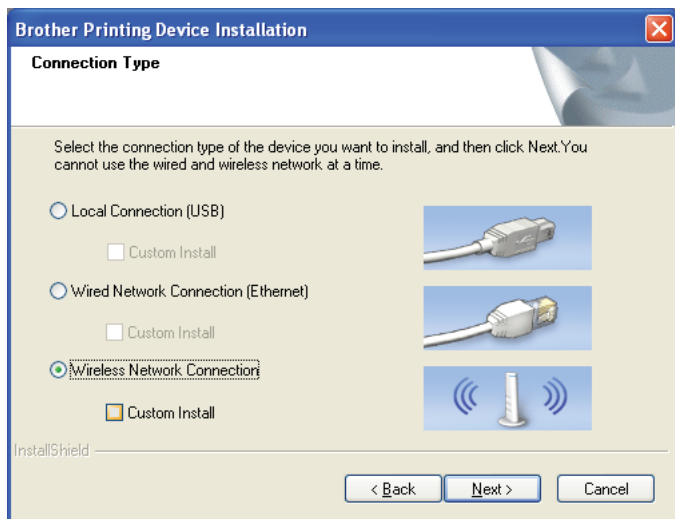 Brother Printing Device Installation
Connection Type
Select the connection type of the device you want to install, and then click Next.You
cannot use the wired and wireless network at a time.
Local Connection (USB)
Custom Install
Wired Network Connection (Ethernet)
Custom Install
Wireless Network Connection
Custom Install
InstallShield
< Back
Next >
Cancel